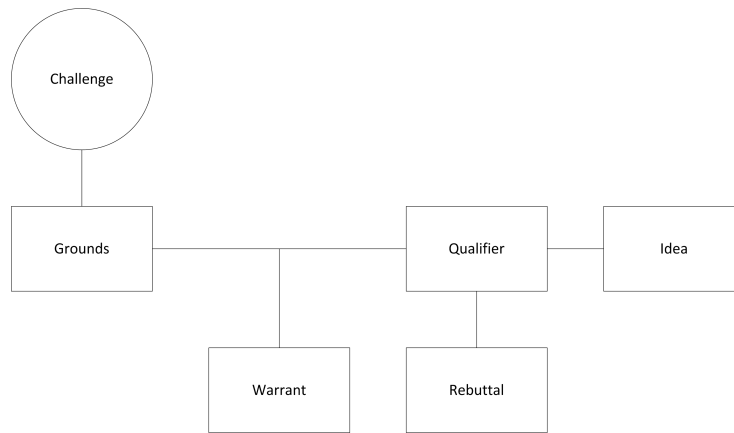 Challenge
Grounds
Qualifier
Idea
Warrant
Rebuttal